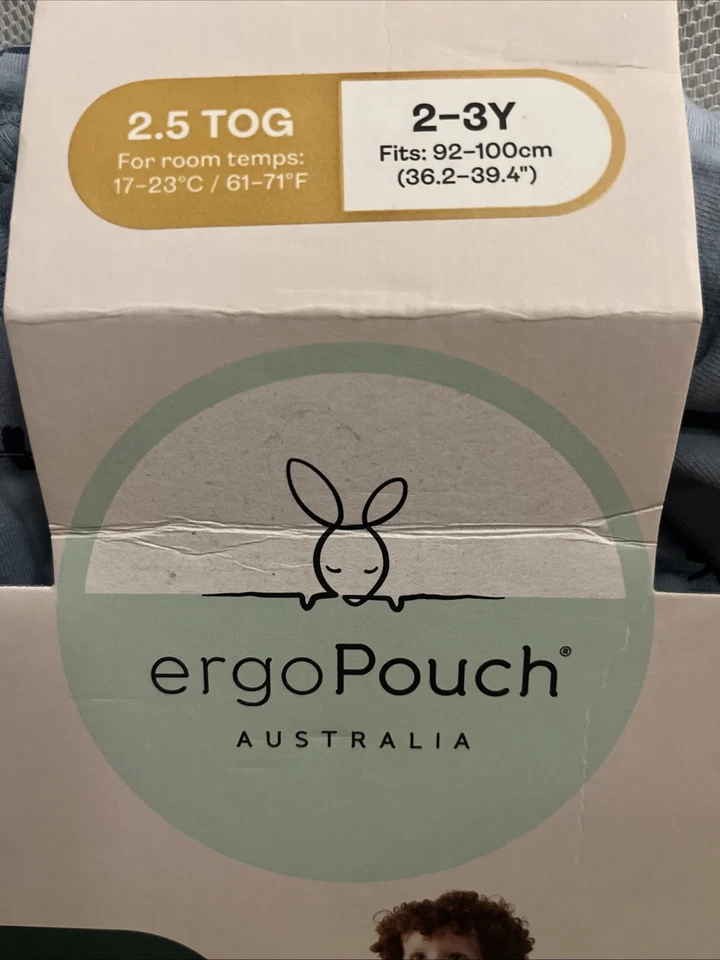 2.5 TOG
For room temps:
17–23°C / 61–71°F
2–3Y
Fits: 92–100cm
(36.2–39.4")
ergoPouch®
AUSTRALIA